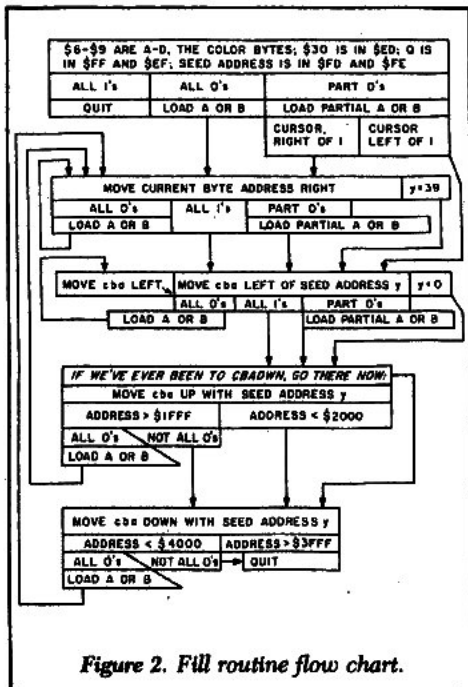 $6-$9 ARE A-D, THE COLOR BYTES; $30 IS IN $ED; Q IS
IN $FF AND $EF; SEED ADDRESS IS IN $FD AND $FE
ALL 1's ALL 0's PART 0's
QUIT LOAD A OR B LOAD PARTIAL A OR B
CURSOR, RIGHT OF 1
CURSOR LEFT OF 1
MOVE CURRENT BYTE ADDRESS RIGHT y=39
ALL 0's ALL 1's PART 0's
LOAD A OR B LOAD PARTIAL A OR B
MOVE cba LEFT MOVE cba LEFT OF SEED ADDRESS y y=0
ALL 0's ALL 1's PART 0's
LOAD A OR B LOAD PARTIAL A OR B
IF WE'VE EVER BEEN TO CBADWN, GO THERE NOW:
MOVE cba UP WITH SEED ADDRESS y
ADDRESS > $1FFF ADDRESS < $2000
ALL 0's NOT ALL 0's
LOAD A OR B
MOVE cba DOWN WITH SEED ADDRESS y
ADDRESS < $4000 ADDRESS > $3FFF
ALL 0's NOT ALL 0's QUIT
LOAD A OR B
Figure 2. Fill routine flow chart.